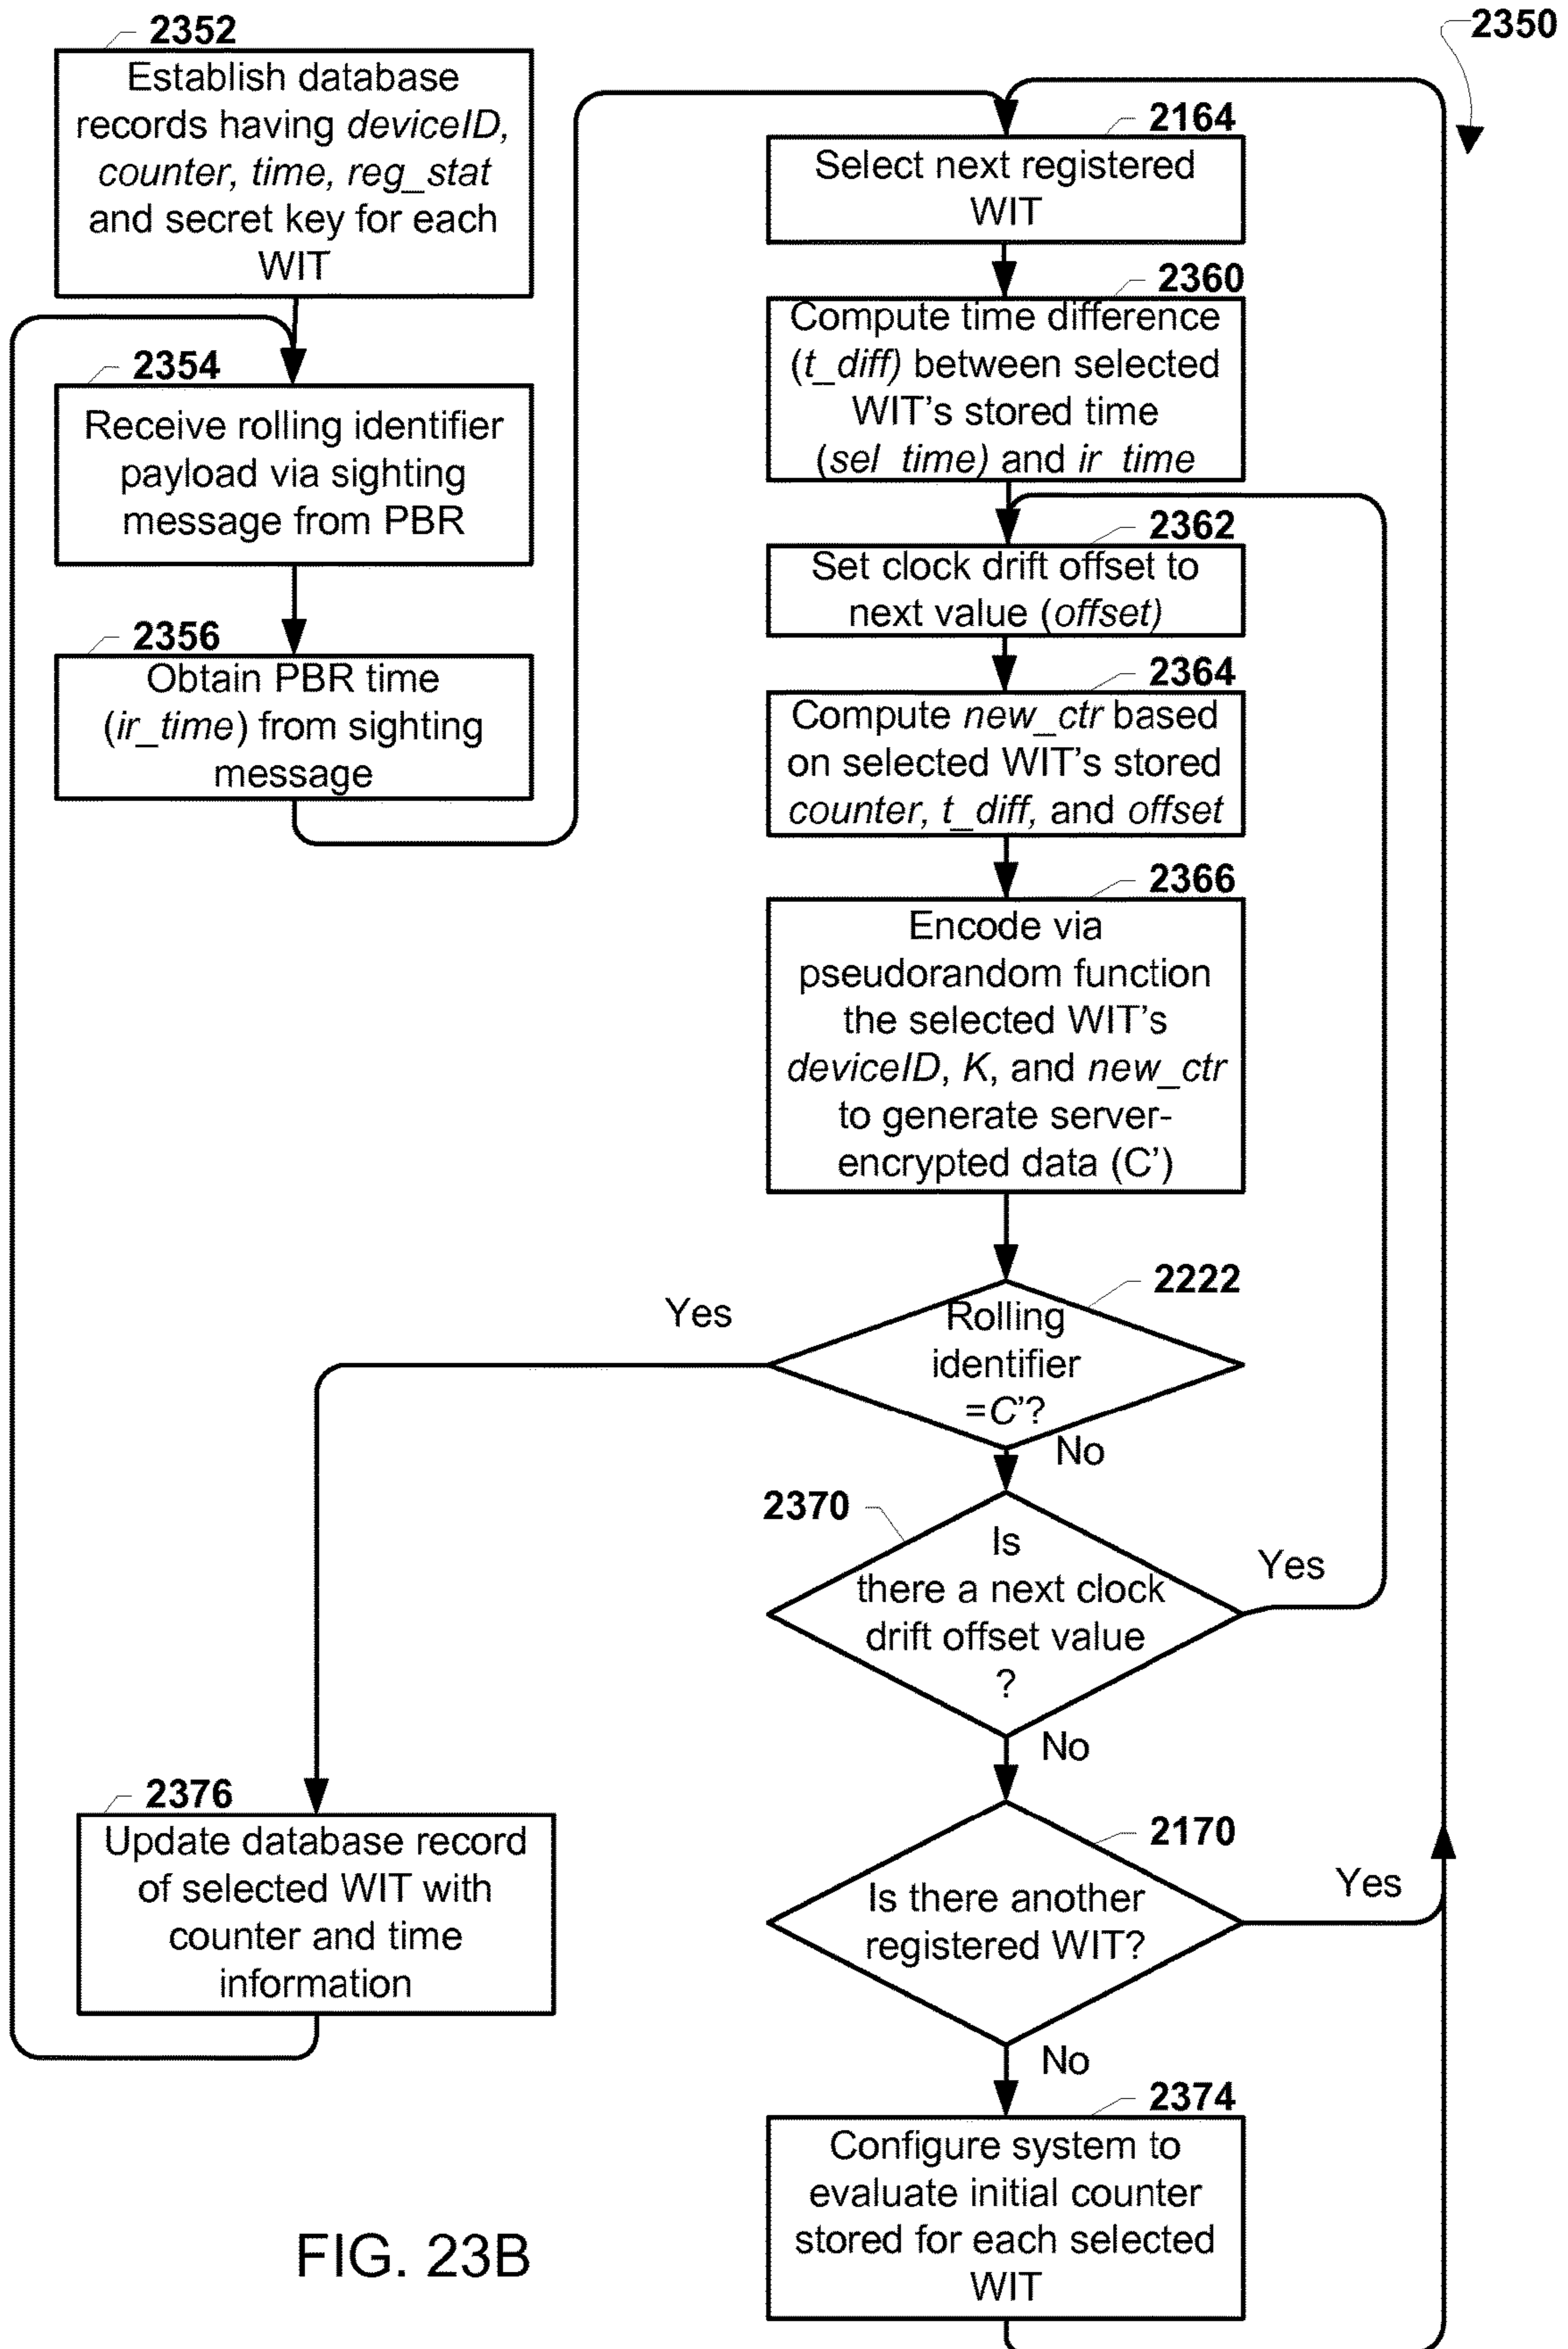 2350
2352
Establish database
records having deviceID,
counter, time, reg_stat
and secret key for each
WIT
2354
Receive rolling identifier
payload via sighting
message from PBR
2356
Obtain PBR time
(ir_time) from sighting
message
2164
Select next registered
WIT
2360
Compute time difference
(t_diff) between selected
WIT's stored time
(sel_time) and ir_time
2362
Set clock drift offset to
next value (offset)
2364
Compute new_ctr based
on selected WIT's stored
counter, t_diff, and offset
2366
Encode via
pseudorandom function
the selected WIT's
deviceID, K, and new_ctr
to generate server-
encrypted data (C')
2222
Rolling
identifier
=C'?
Yes
No
2370
Is
there a next clock
drift offset value
?
Yes
No
2170
Is there another
registered WIT?
Yes
No
2374
Configure system to
evaluate initial counter
stored for each selected
WIT
2376
Update database record
of selected WIT with
counter and time
information
FIG. 23B